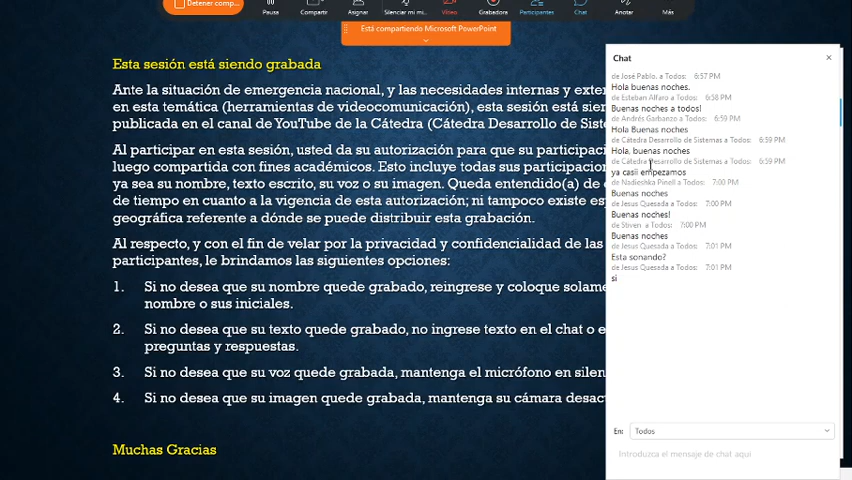 Detener comp...
Pausa
Compartir
Asignar
Silenciar mi mi...
Vídeo
Grabadora
Participantes
Chat
Anotar
Más
Está compartiendo Microsoft PowerPoint
Esta sesión está siendo grabada
Ante la situación de emergencia nacional, y las necesidades internas y exter
en esta temática (herramientas de videocomunicación), esta sesión está sien
publicada en el canal de YouTube de la Cátedra (Cátedra Desarrollo de Siste
Al participar en esta sesión, usted da su autorización para que su participac
luego compartida con fines académicos. Esto incluye todas sus participacion
ya sea su nombre, texto escrito, su voz o su imagen. Queda entendido(a) de
de tiempo en cuanto a la vigencia de esta autorización; ni tampoco existe
geográfica referente a dónde se puede distribuir esta grabación.
Al respecto, y con el fin de velar por la privacidad y confidencialidad de las
participantes, le brindamos las siguientes opciones:
1. Si no desea que su nombre quede grabado, reingrese y coloque solame
nombre o sus iniciales.
2. Si no desea que su texto quede grabado, no ingrese texto en el chat o e
preguntas y respuestas.
3. Si no desea que su voz quede grabada, mantenga el micrófono en silen
4. Si no desea que su imagen quede grabada, mantenga su cámara desac
Muchas Gracias
Chat
de José Pablo. a Todos: 6:57 PM
Hola buenas noches.
de Esteban Alfaro a Todos: 6:58 PM
Buenas noches a todos!
de Andrés Garbanzo a Todos: 6:59 PM
Hola Buenas noches
de Cátedra Desarrollo de Sistemas a Todos: 6:59 PM
Hola, buenas noches
de Cátedra Desarrollo de Sistemas a Todos: 6:59 PM
ya casii empezamos
de Nadieshka Pinell a Todos: 7:00 PM
Buenas noches
de Jesus Quesada a Todos: 7:00 PM
Buenas noches!
de Stiven a Todos: 7:00 PM
Buenas noches
de Jesus Quesada a Todos: 7:01 PM
Esta sonando?
de Jesus Quesada a Todos: 7:01 PM
si
En: Todos
Introduzca el mensaje de chat aquí